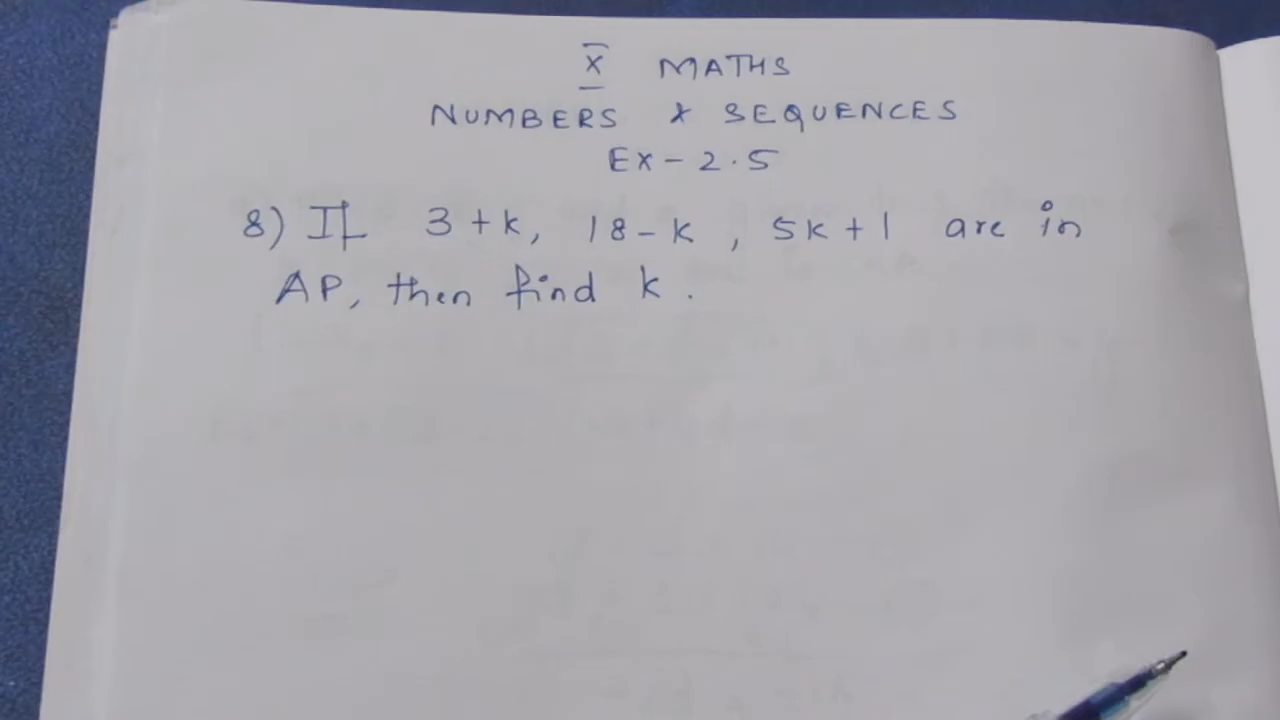 X MATHS
NUMBERS & SEQUENCES
Ex-2.5
8) If 3+k, 18-k, 5k+1 are in
AP, then find k.